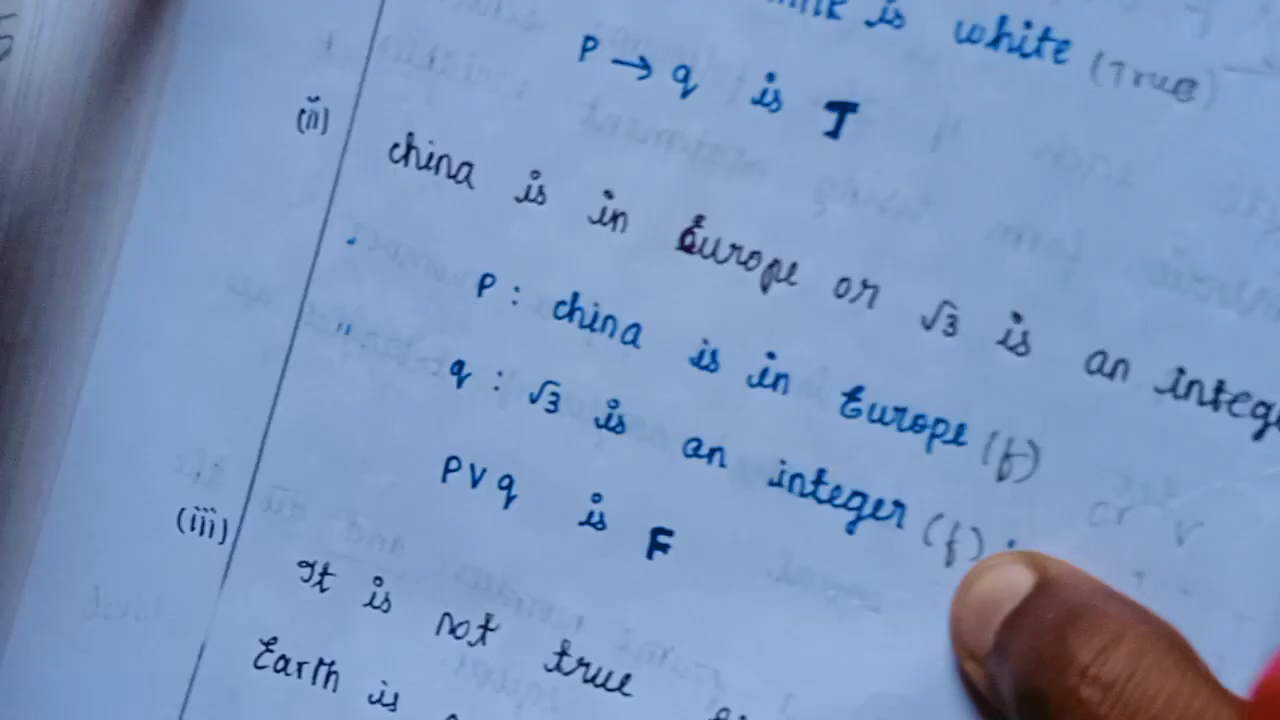 is white (True)
P → q is T
(ii) china is in Europe or √3 is an integ
P : china is in Europe (f)
q : √3 is an integer (f)
P V q is F
(iii) It is not true
Earth is